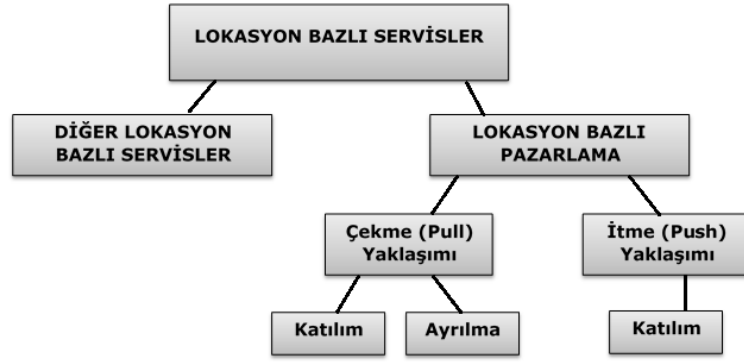 LOKASYON BAZLI SERVİSLER
DİĞER LOKASYON
BAZLI SERVİSLER
LOKASYON BAZLI
PAZARLAMA
Çekme (Pull)
Yaklaşımı
İtme (Push)
Yaklaşımı
Katılım
Ayrılma
Katılım